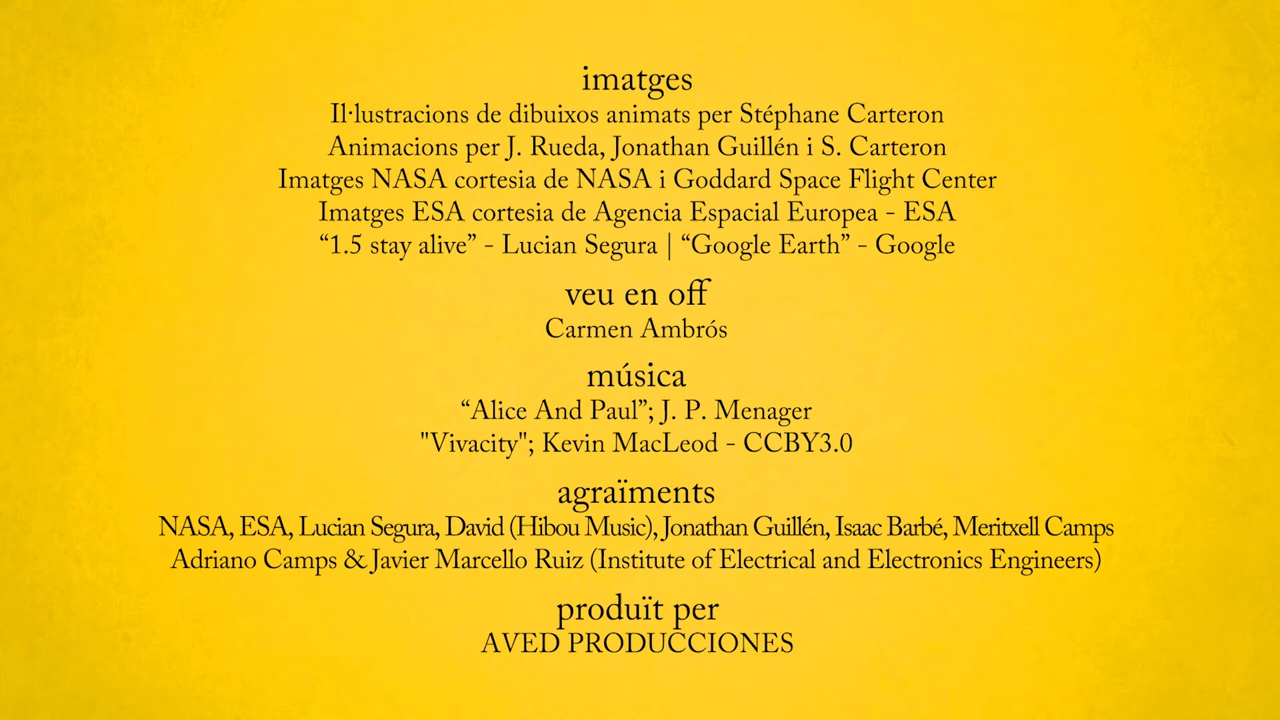 imatges
Il·lustracions de dibuixos animats per Stéphane Carteron
Animacions per J. Rueda, Jonathan Guillén i S. Carteron
Imatges NASA cortesia de NASA i Goddard Space Flight Center
Imatges ESA cortesia de Agencia Espacial Europea - ESA
“1.5 stay alive” - Lucian Segura | “Google Earth” - Google
veu en off
Carmen Ambrós
música
“Alice And Paul”; J. P. Menager
"Vivacity"; Kevin MacLeod - CCBY3.0
agraïments
NASA, ESA, Lucian Segura, David (Hibou Music), Jonathan Guillén, Isaac Barbé, Meritxell Camps
Adriano Camps & Javier Marcello Ruiz (Institute of Electrical and Electronics Engineers)
produït per
AVED PRODUCCIONES